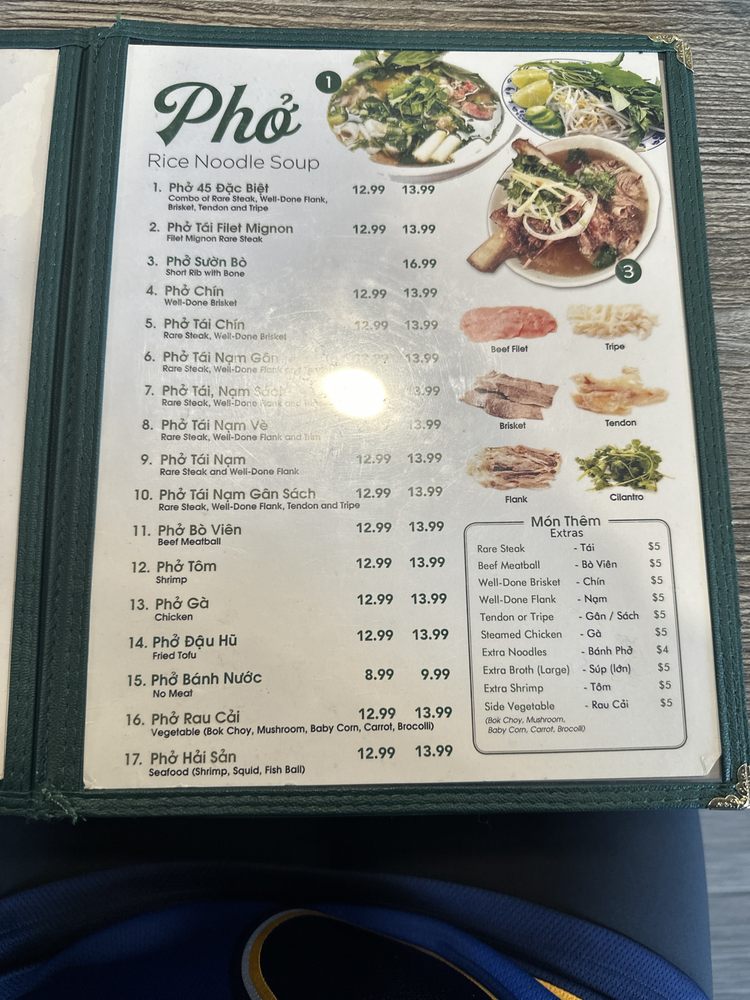 Phở
Rice Noodle Soup
1
1. Phở 45 Đặc Biệt 12.99 13.99
Combo of Rare Steak, Well-Done Flank,
Brisket, Tendon and Tripe
2. Phở Tái Filet Mignon 12.99 13.99
Filet Mignon Rare Steak
3. Phở Sườn Bò 16.99
Short Rib with Bone
4. Phở Chín 12.99 13.99
Well-Done Brisket
5. Phở Tái Chín 12.99 13.99
Rare Steak, Well-Done Brisket
6. Phở Tái Nạm Gân 12.99 13.99
Rare Steak, Well-Done Flank and
7. Phở Tái, Nạm Sách 13.99
Rare Steak, Well-Done Flank and
8. Phở Tái Nạm Vè 13.99
Rare Steak, Well-Done Flank and Trim
9. Phở Tái Nạm 12.99 13.99
Rare Steak and Well-Done Flank
10. Phở Tái Nạm Gân Sách 12.99 13.99
Rare Steak, Well-Done Flank, Tendon and Tripe
11. Phở Bò Viên 12.99 13.99
Beef Meatball
12. Phở Tôm 12.99 13.99
Shrimp
13. Phở Gà 12.99 13.99
Chicken
14. Phở Đậu Hũ 12.99 13.99
Fried Tofu
15. Phở Bánh Nước 8.99 9.99
No Meat
16. Phở Rau Cải 12.99 13.99
Vegetable (Bok Choy, Mushroom, Baby Corn, Carrot, Brocolli)
17. Phở Hải Sản 12.99 13.99
Seafood (Shrimp, Squid, Fish Ball)
3
Beef Filet
Tripe
Brisket
Tendon
Flank
Cilantro
Món Thêm
Extras
Rare Steak - Tái $5
Beef Meatball - Bò Viên $5
Well-Done Brisket - Chín $5
Well-Done Flank - Nạm $5
Tendon or Tripe - Gân / Sách $5
Steamed Chicken - Gà $5
Extra Noodles - Bánh Phở $4
Extra Broth (Large) - Súp (lớn) $5
Extra Shrimp - Tôm $5
Side Vegetable - Rau Cải $5
(Bok Choy, Mushroom,
Baby Corn, Carrot, Brocolli)